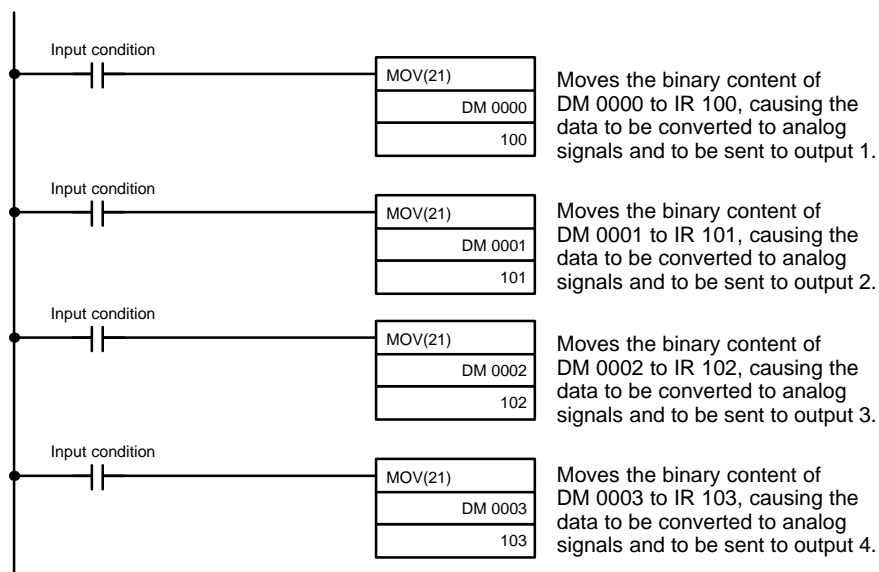 Input condition
MOV(21)
DM 0000
100
Moves the binary content of
DM 0000 to IR 100, causing the
data to be converted to analog
signals and to be sent to output 1.
Input condition
MOV(21)
DM 0001
101
Moves the binary content of
DM 0001 to IR 101, causing the
data to be converted to analog
signals and to be sent to output 2.
Input condition
MOV(21)
DM 0002
102
Moves the binary content of
DM 0002 to IR 102, causing the
data to be converted to analog
signals and to be sent to output 3.
Input condition
MOV(21)
DM 0003
103
Moves the binary content of
DM 0003 to IR 103, causing the
data to be converted to analog
signals and to be sent to output 4.